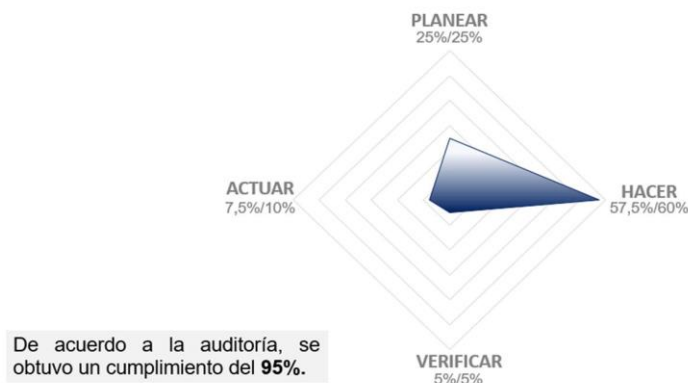 PLANEAR
25%/25%
ACTUAR
7,5%/10%
HACER
57,5%/60%
De acuerdo a la auditoría, se
obtuvo un cumplimiento del 95%.
VERIFICAR
5%/5%